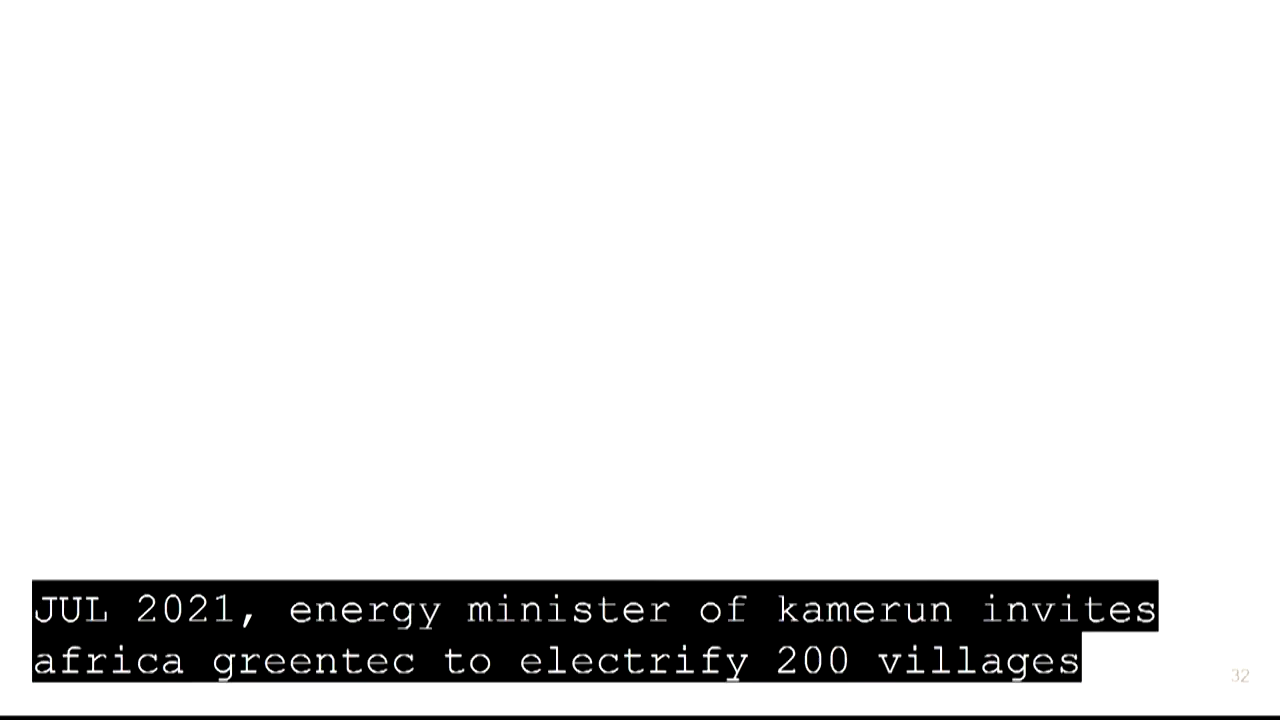 JUL 2021, energy minister of kamerun invites
africa greentec to electrify 200 villages
32